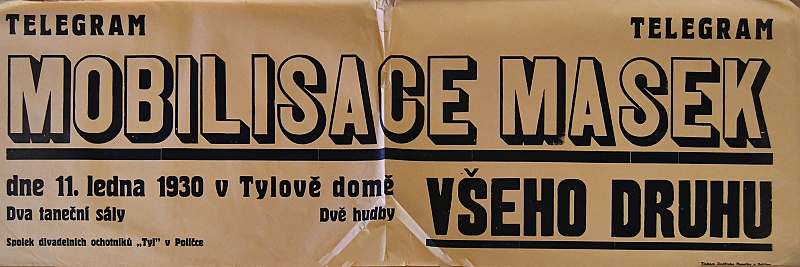 TELEGRAM TELEGRAM
MOBILISACE MASEK
dne 11. ledna 1930 v Tylově domě
Dva taneční sály Dvě hudby
VŠEHO DRUHU
Spolek divadelních ochotníků „Tyl" v Poličce